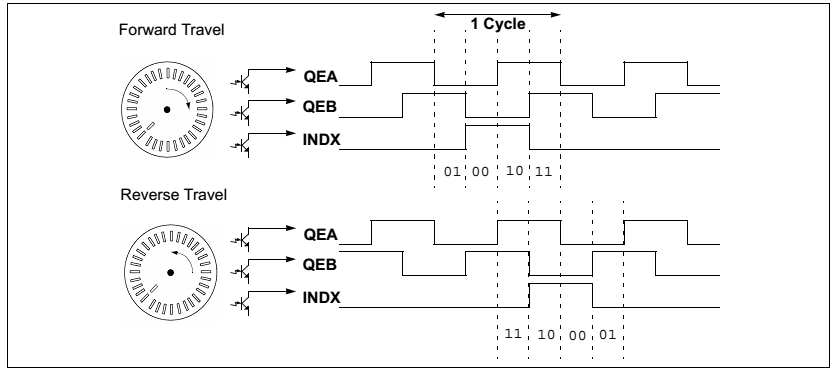 1 Cycle
Forward Travel
QEA
QEB
INDX
01 00 10 11
Reverse Travel
QEA
QEB
INDX
11 10 00 01